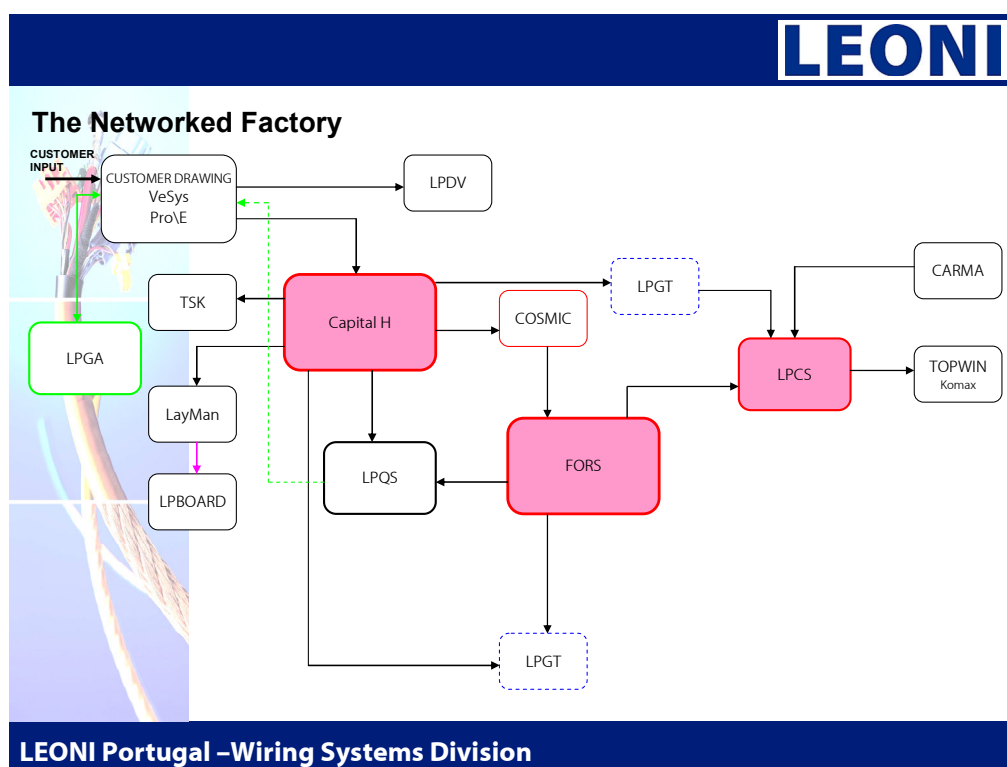 LEONI
The Networked Factory
CUSTOMER
INPUT
CUSTOMER DRAWING
VeSys
Pro\E
LPDV
TSK
Capital H
LPGT
CARMA
COSMIC
LPGA
LPCS
TOPWIN
Komax
LayMan
FORS
LPQS
LPBOARD
LPGT
LEONI Portugal –Wiring Systems Division